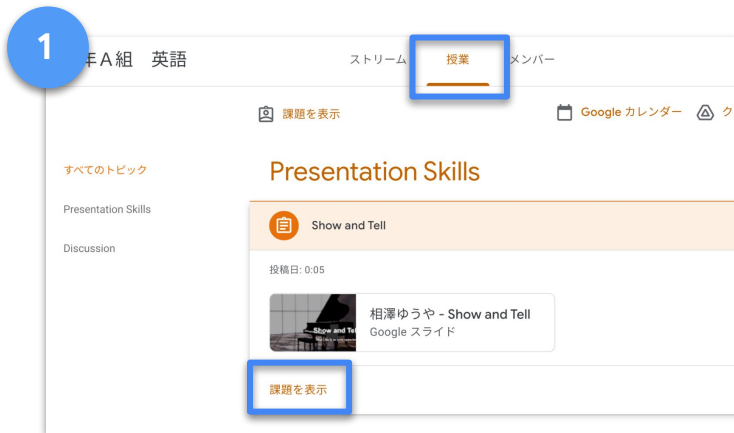 1
年A組 英語
ストリーム 授業 メンバー
課題を表示 Google カレンダー ク
すべてのトピック
Presentation Skills
Presentation Skills
Show and Tell
Discussion
投稿日: 0:05
相澤ゆうや - Show and Tell
Google スライド
Show and Tel
課題を表示